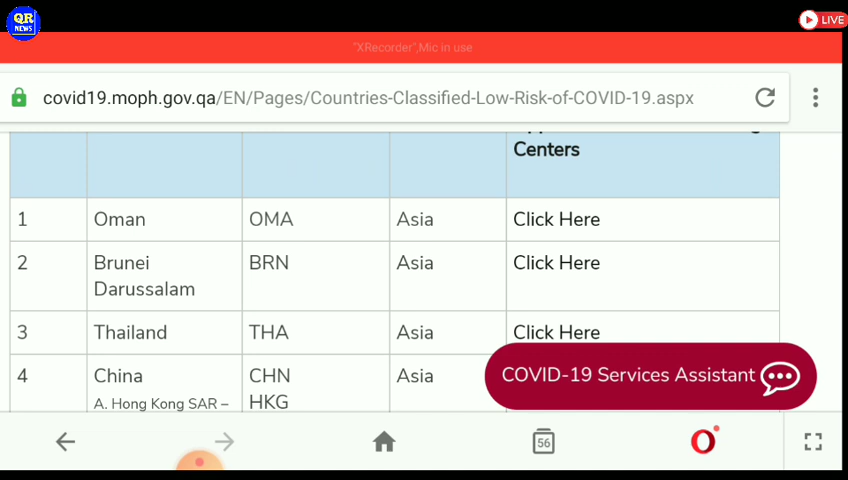 QR
NEWS
LIVE
"XRecorder",Mic in use
covid19.moph.gov.qa/EN/Pages/Countries-Classified-Low-Risk-of-COVID-19.aspx
Centers
1 Oman OMA Asia Click Here
2 Brunei BRN Asia Click Here
Darussalam
3 Thailand THA Asia Click Here
4 China CHN Asia
A. Hong Kong SAR – HKG
COVID-19 Services Assistant
56